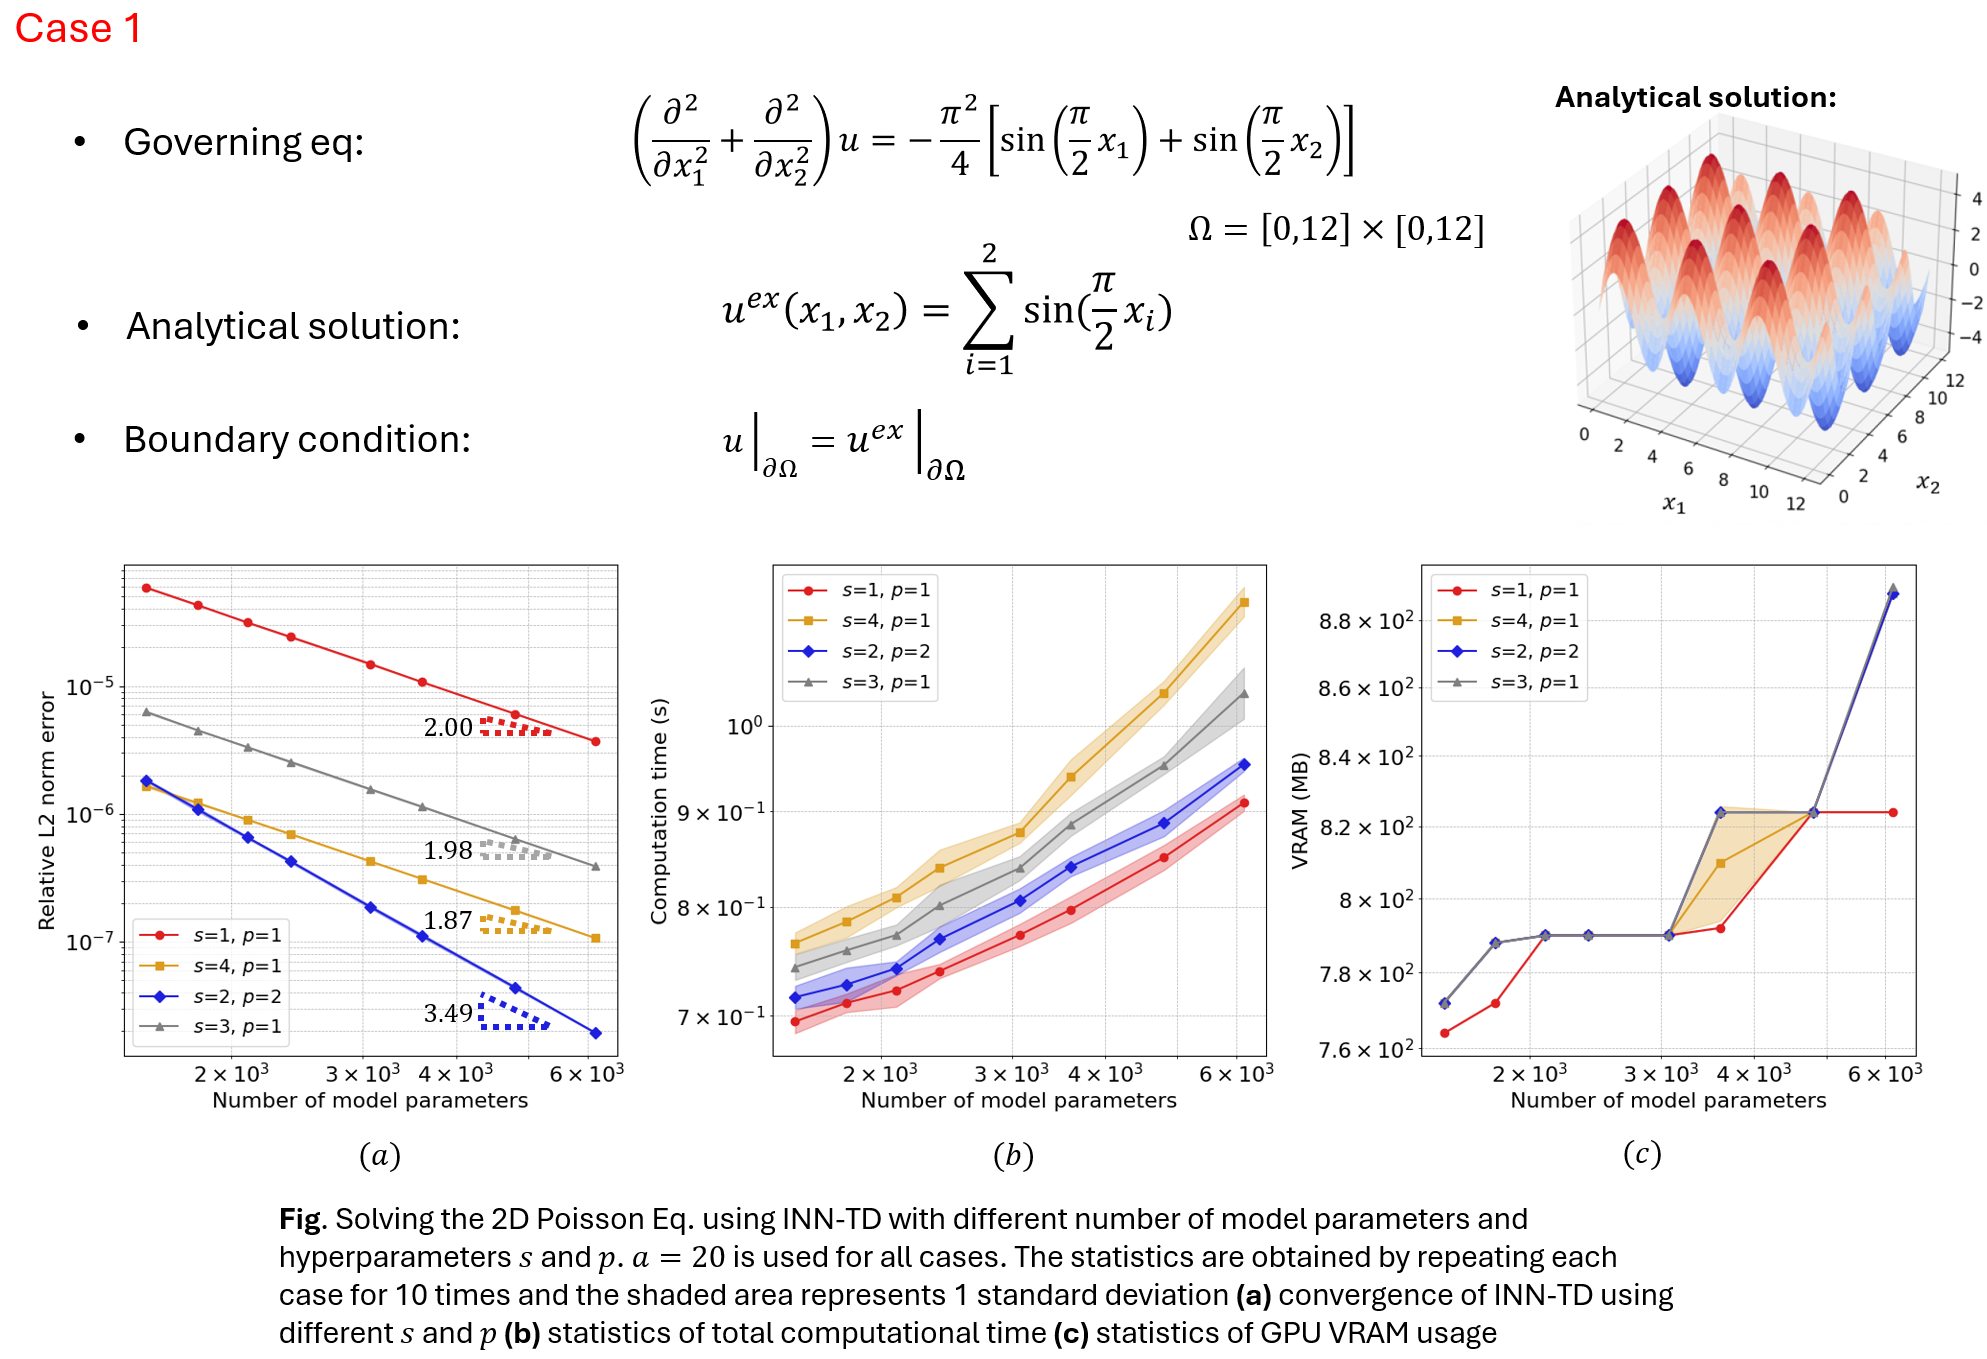 Case 1
• Governing eq:
(∂²/∂x₁² + ∂²/∂x₂²) u = − π²/4 [sin(π/2 x₁) + sin(π/2 x₂)]
Ω = [0,12] × [0,12]
• Analytical solution:
uᵉˣ(x₁, x₂) = ∑ᵢ₌₁² sin(π/2 xᵢ)
• Boundary condition:
u|∂Ω = uᵉˣ|∂Ω
Analytical solution:
4
2
0
−2
−4
0 2 4 6 8 10 12
x₁
0 2 4 6 8 10 12
x₂
Relative L2 norm error
10⁻⁵
10⁻⁶
10⁻⁷
2.00
1.98
1.87
3.49
s=1, p=1
s=4, p=1
s=2, p=2
s=3, p=1
2 × 10³ 3 × 10³ 4 × 10³ 6 × 10³
Number of model parameters
(a)
Computation time (s)
10⁰
9 × 10⁻¹
8 × 10⁻¹
7 × 10⁻¹
s=1, p=1
s=4, p=1
s=2, p=2
s=3, p=1
2 × 10³ 3 × 10³ 4 × 10³ 6 × 10³
Number of model parameters
(b)
VRAM (MB)
8.8 × 10²
8.6 × 10²
8.4 × 10²
8.2 × 10²
8 × 10²
7.8 × 10²
7.6 × 10²
s=1, p=1
s=4, p=1
s=2, p=2
s=3, p=1
2 × 10³ 3 × 10³ 4 × 10³ 6 × 10³
Number of model parameters
(c)
Fig. Solving the 2D Poisson Eq. using INN-TD with different number of model parameters and
hyperparameters s and p. a = 20 is used for all cases. The statistics are obtained by repeating each
case for 10 times and the shaded area represents 1 standard deviation (a) convergence of INN-TD using
different s and p (b) statistics of total computational time (c) statistics of GPU VRAM usage